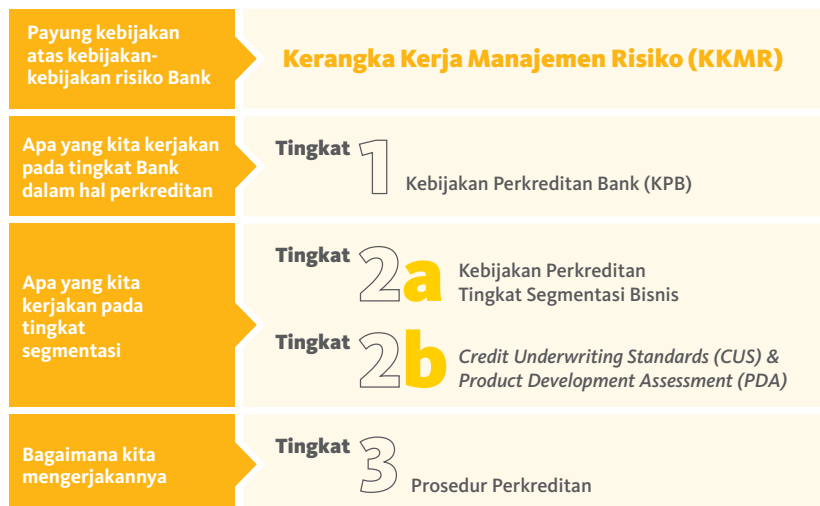 Payung kebijakan
atas kebijakan-
kebijakan risiko Bank
Kerangka Kerja Manajemen Risiko (KKMR)
Apa yang kita kerjakan
pada tingkat Bank
dalam hal perkreditan
Tingkat 1
Kebijakan Perkreditan Bank (KPB)
Apa yang kita
kerjakan pada
tingkat
segmentasi
Tingkat 2a
Kebijakan Perkreditan
Tingkat Segmentasi Bisnis
Tingkat 2b
Credit Underwriting Standards (CUS) &
Product Development Assessment (PDA)
Bagaimana kita
mengerjakannya
Tingkat 3
Prosedur Perkreditan